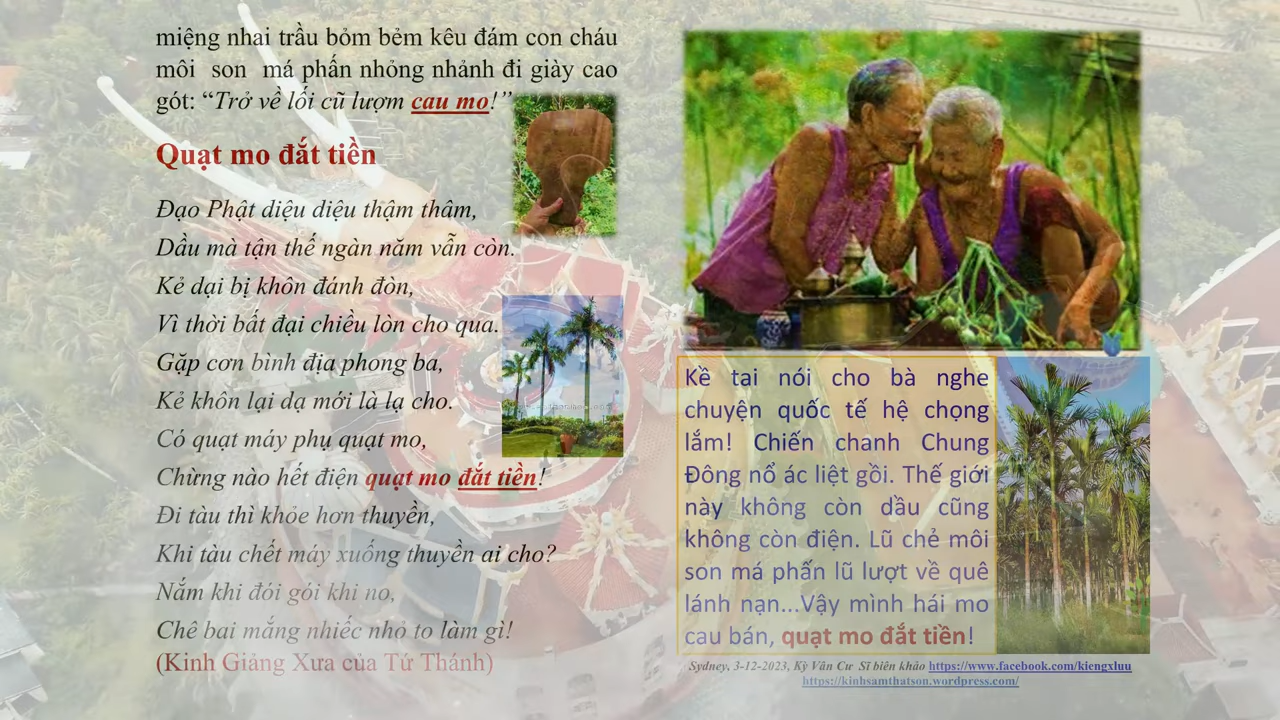 miệng nhai trầu bỏm bẻm kêu đám con cháu
môi son má phấn nhỏng nhảnh đi giày cao
gót: “Trở về lối cũ lượm cau mo!”
Quạt mo đắt tiền
Đạo Phật diệu diệu thậm thâm,
Dầu mà tận thế ngàn năm vẫn còn.
Kẻ dại bị khôn đánh đòn,
Vì thời bất đại chiều lòn cho qua.
Gặp cơn bình địa phong ba,
Kẻ khôn lại dạ mới là lạ cho.
Có quạt máy phụ quạt mo,
Chừng nào hết điện quạt mo đắt tiền!
Đi tàu thì khỏe hơn thuyền,
Khi tàu chết máy xuống thuyền ai cho?
Nắm khi đói gói khi no,
Chê bai mắng nhiếc nhỏ to làm gì!
(Kinh Giảng Xưa của Tứ Thánh)
Kề tai nói cho bà nghe
chuyện quốc tế hệ chọng
lắm! Chiến chanh Chung
Đông nổ ác liệt gồi. Thế giới
này không còn dầu cũng
không còn điện. Lũ chẻ môi
son má phấn lũ lượt về quê
lánh nạn...Vậy mình hái mo
cau bán, quạt mo đắt tiền!
Sydney, 3-12-2023, Kỳ Vân Cư Sĩ biên khảo https://www.facebook.com/kiengxluu
https://kinhsamthatson.wordpress.com/